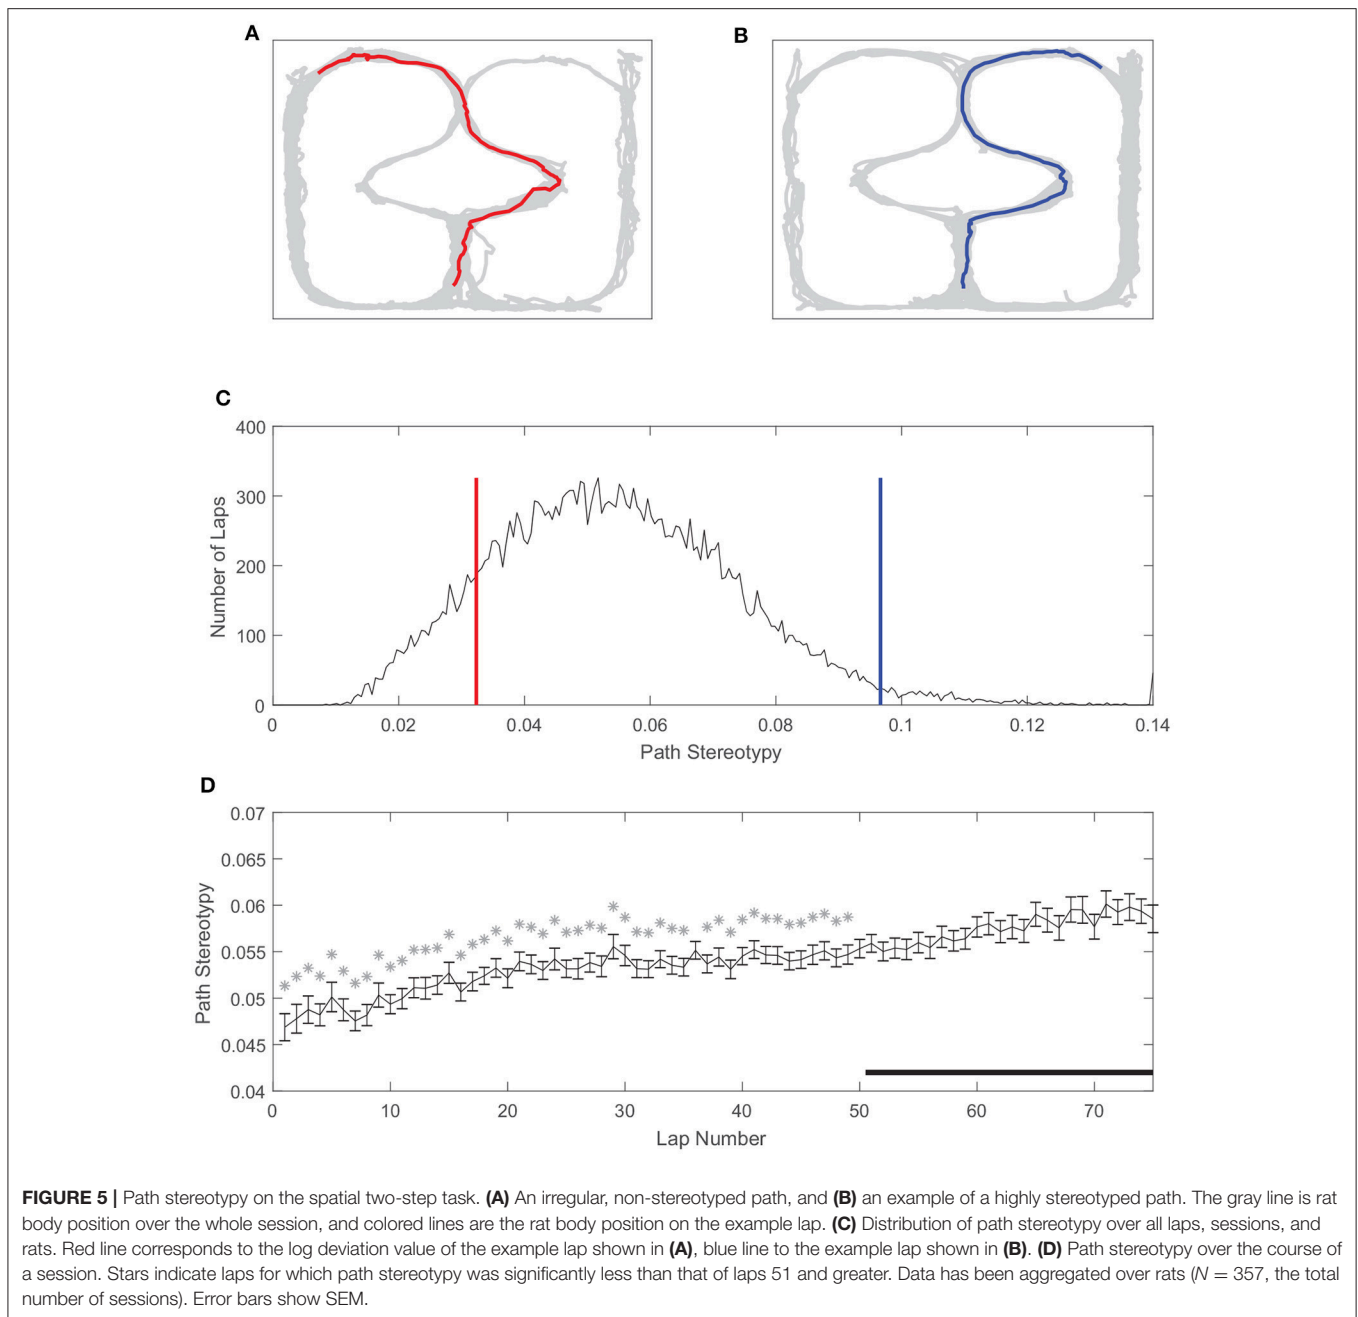 A
B
C
400
300
200
100
0
Number of Laps
0
0.02
0.04
0.06
0.08
0.1
0.12
0.14
Path Stereotypy
D
0.07
0.065
0.06
0.055
0.05
0.045
0.04
Path Stereotypy
0
10
20
30
40
50
60
70
Lap Number
FIGURE 5 | Path stereotypy on the spatial two-step task. (A) An irregular, non-stereotyped path, and (B) an example of a highly stereotyped path. The gray line is rat
body position over the whole session, and colored lines are the rat body position on the example lap. (C) Distribution of path stereotypy over all laps, sessions, and
rats. Red line corresponds to the log deviation value of the example lap shown in (A), blue line to the example lap shown in (B). (D) Path stereotypy over the course of
a session. Stars indicate laps for which path stereotypy was significantly less than that of laps 51 and greater. Data has been aggregated over rats (N = 357, the total
number of sessions). Error bars show SEM.